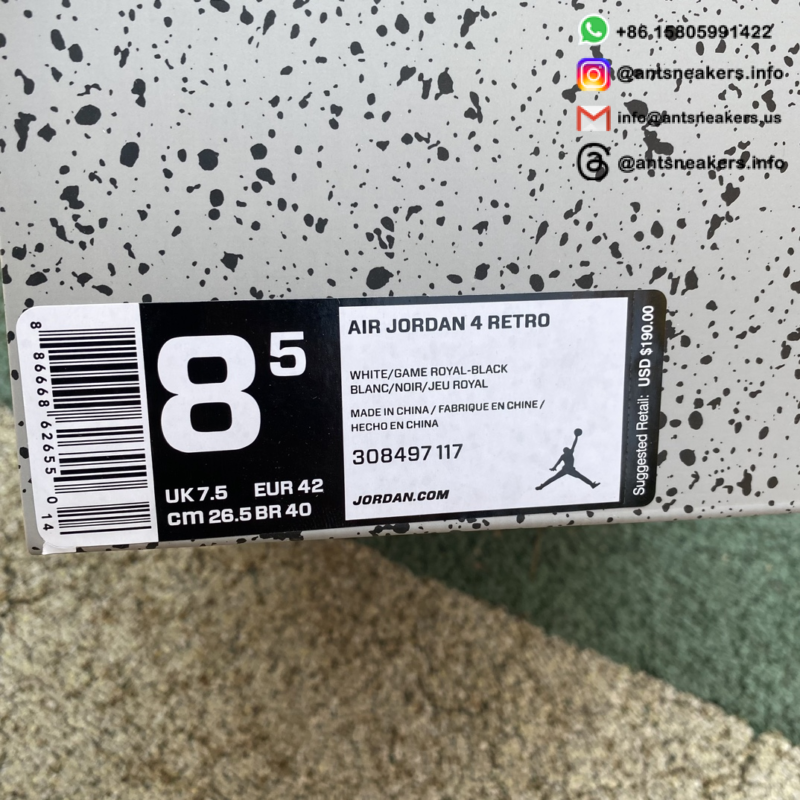 +86 15805991422
@antsneakers.info
info@antsneakers.us
@antsneakers.info
8 86668 62655 014
8 5
UK 7.5 EUR 42
cm 26.5 BR 40
AIR JORDAN 4 RETRO
WHITE/GAME ROYAL-BLACK
BLANC/NOIR/JEU ROYAL
MADE IN CHINA / FABRIQUE EN CHINE /
HECHO EN CHINA
308497 117
JORDAN.COM
Suggested Retail: USD $190.00